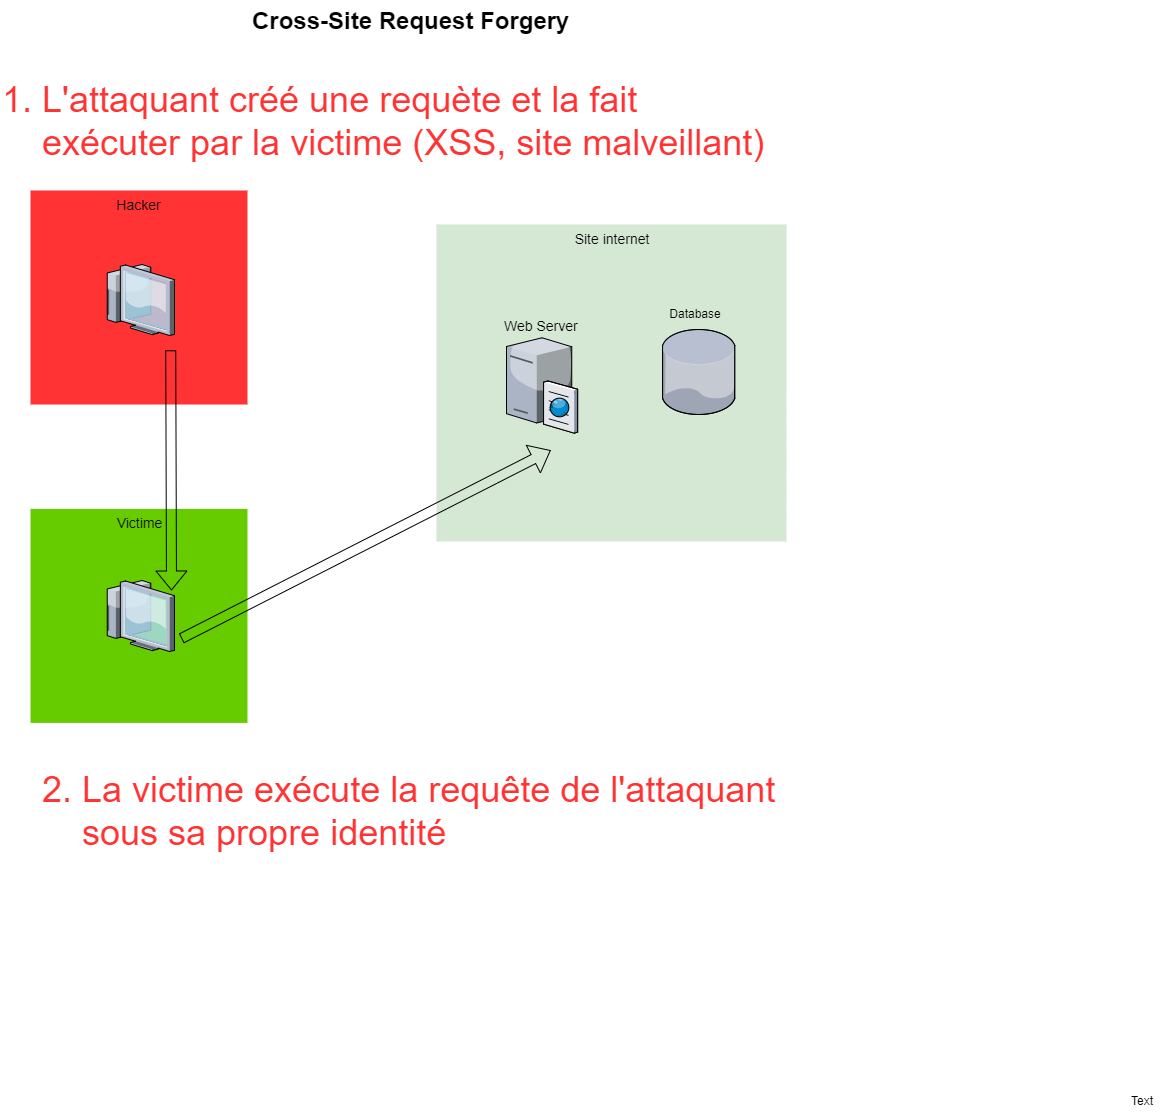 Cross-Site Request Forgery
1. L'attaquant créé une requète et la fait
exécuter par la victime (XSS, site malveillant)
Hacker
Site internet
Database
Web Server
Victime
2. La victime exécute la requête de l'attaquant
sous sa propre identité
Text